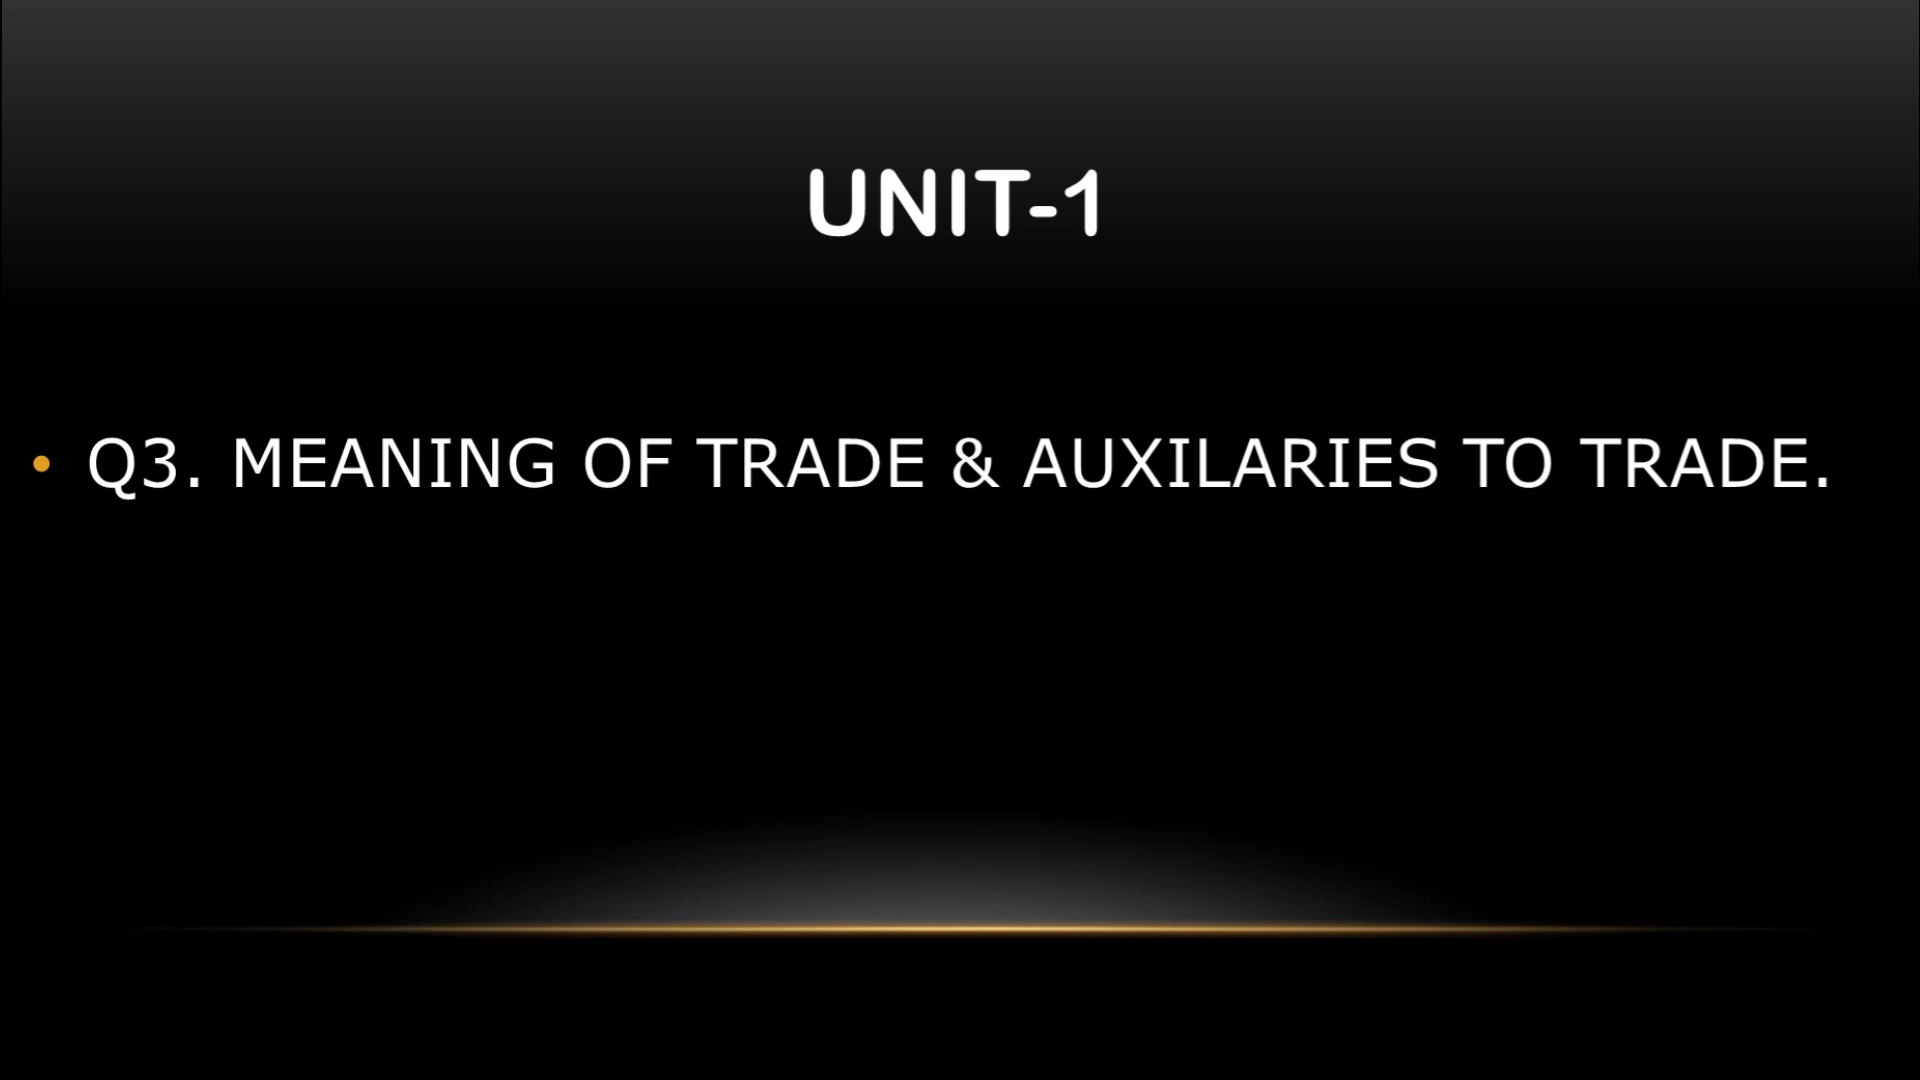 UNIT-1
• Q3. MEANING OF TRADE & AUXILARIES TO TRADE.